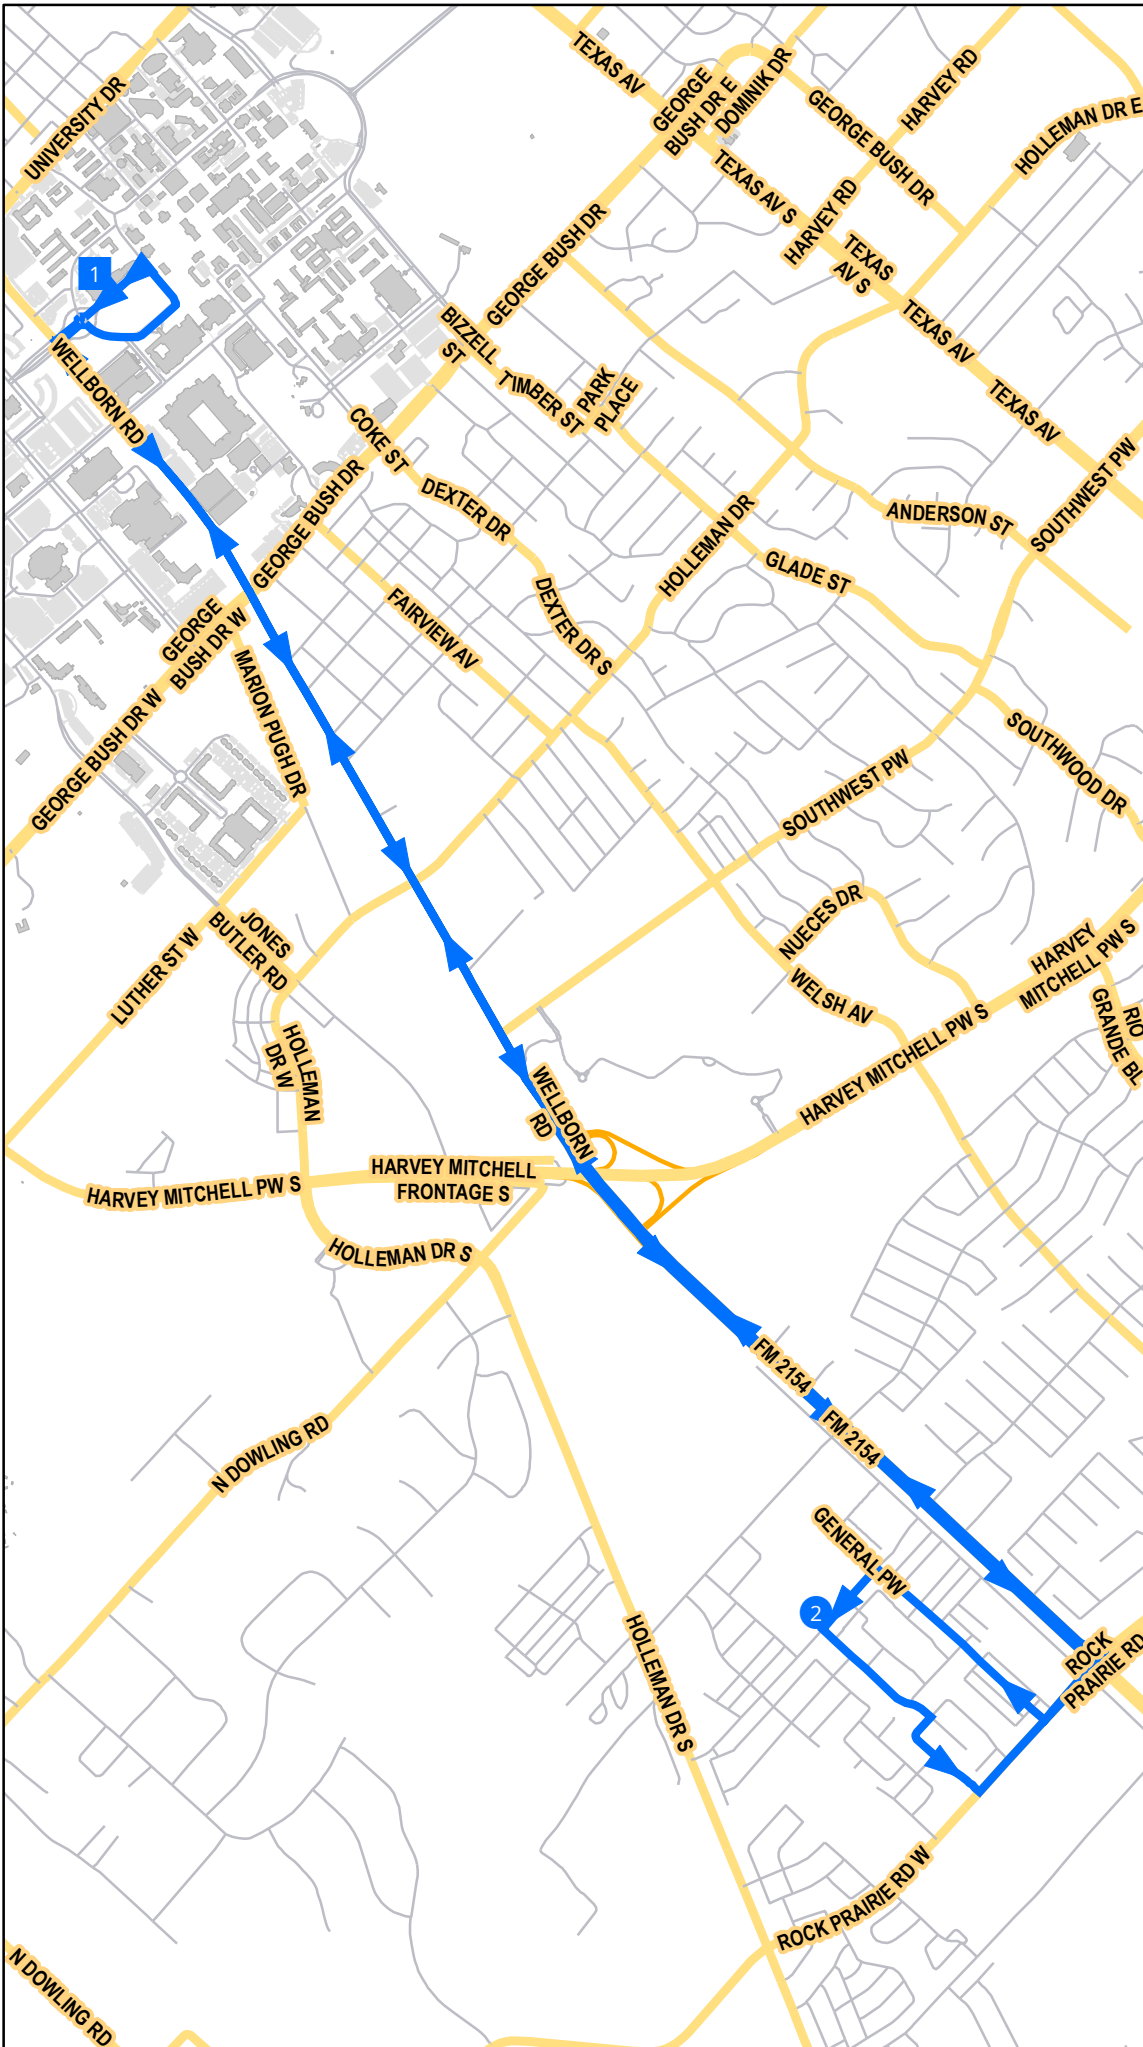 TEXAS AV
GEORGE
BUSH DR E
DOMINIK DR
HARVEY RD
GEORGE BUSH DR
HOLLEMAN DR E
UNIVERSITY DR
TEXAS AV S
HARVEY RD
TEXAS
AV S
GEORGE BUSH DR
1
BIZZELL
ST
TEXAS AV
WELLBORN RD
TIMBER ST
PARK
PLACE
TEXAS AV
COKE ST
GEORGE BUSH DR
DEXTER DR
HOLLEMAN DR
ANDERSON ST
SOUTHWEST PW
GLADE ST
GEORGE
BUSH DR W
FAIRVIEW AV
DEXTER DR S
MARION PUGH DR
GEORGE BUSH DR W
SOUTHWOOD DR
SOUTHWEST PW
NUECES DR
JONES
BUTLER RD
LUTHER ST W
HARVEY
MITCHELL PW S
WELSH AV
RIO
GRANDE BL
HOLLEMAN
DR W
HARVEY MITCHELL PW S
WELLBORN
RD
HARVEY MITCHELL
FRONTAGE S
HARVEY MITCHELL PW S
HOLLEMAN DR S
FM 2154
FM 2154
N DOWLING RD
GENERAL PW
2
ROCK
PRAIRIE RD
HOLLEMAN DR S
ROCK PRAIRIE RD W
N DOWLING RD